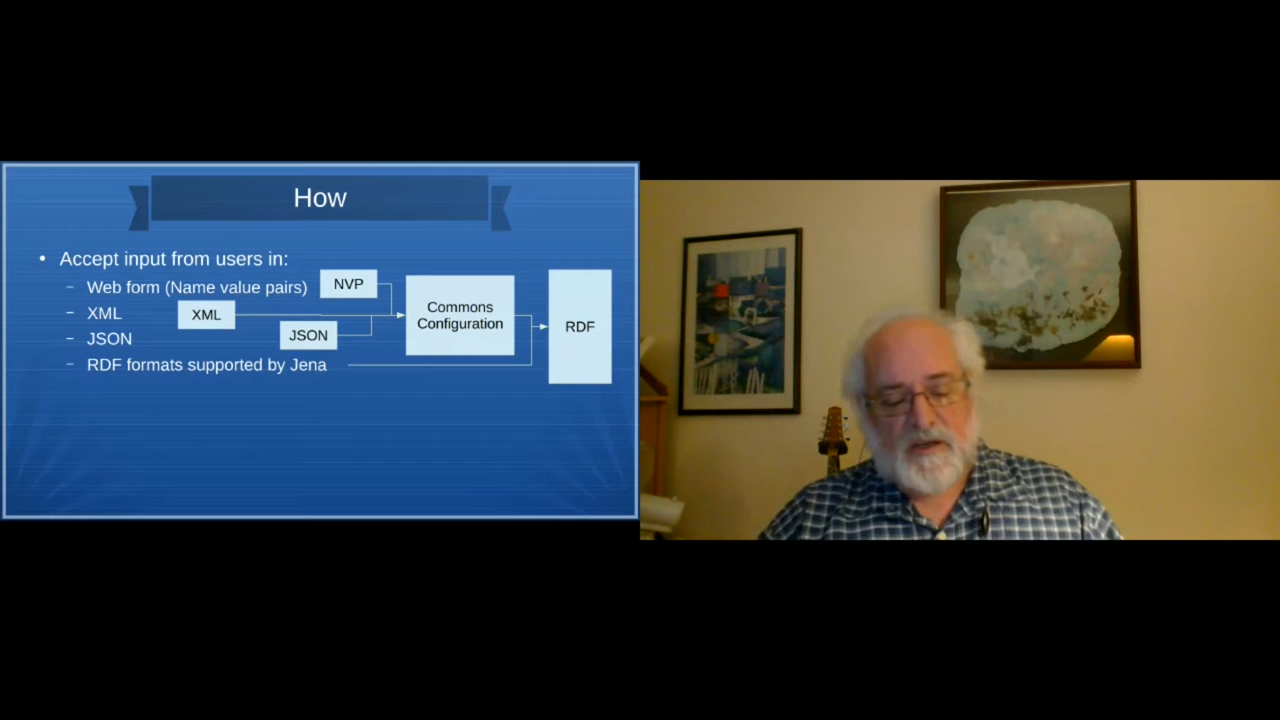 How
• Accept input from users in:
– Web form (Name value pairs)
– XML
– JSON
– RDF formats supported by Jena
NVP
XML
JSON
Commons
Configuration
RDF